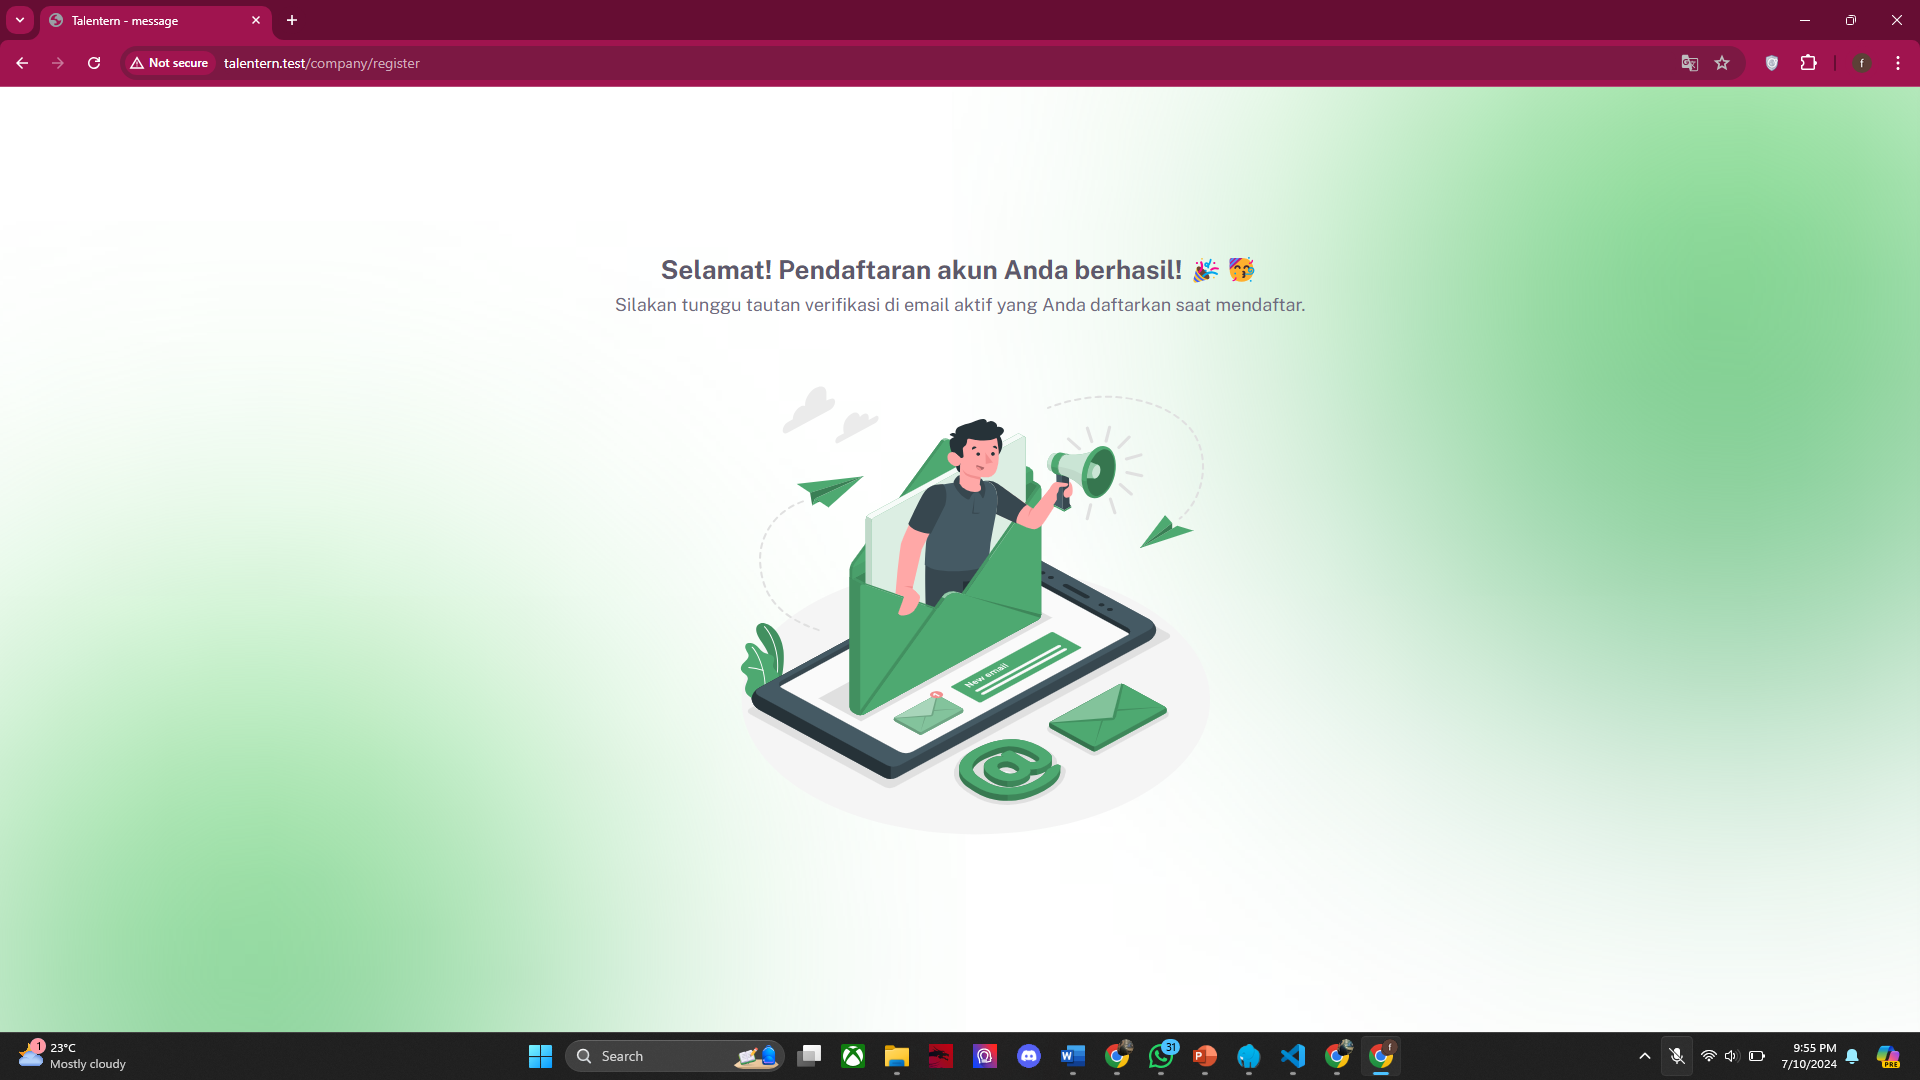 Talentern - message
Not secure
talentern.test/company/register
f
Selamat! Pendaftaran akun Anda berhasil! 🎉 🥳
Silakan tunggu tautan verifikasi di email aktif yang Anda daftarkan saat mendaftar.
New email
@
1
23°C
Mostly cloudy
Search
31
9:55 PM
7/10/2024
PRE